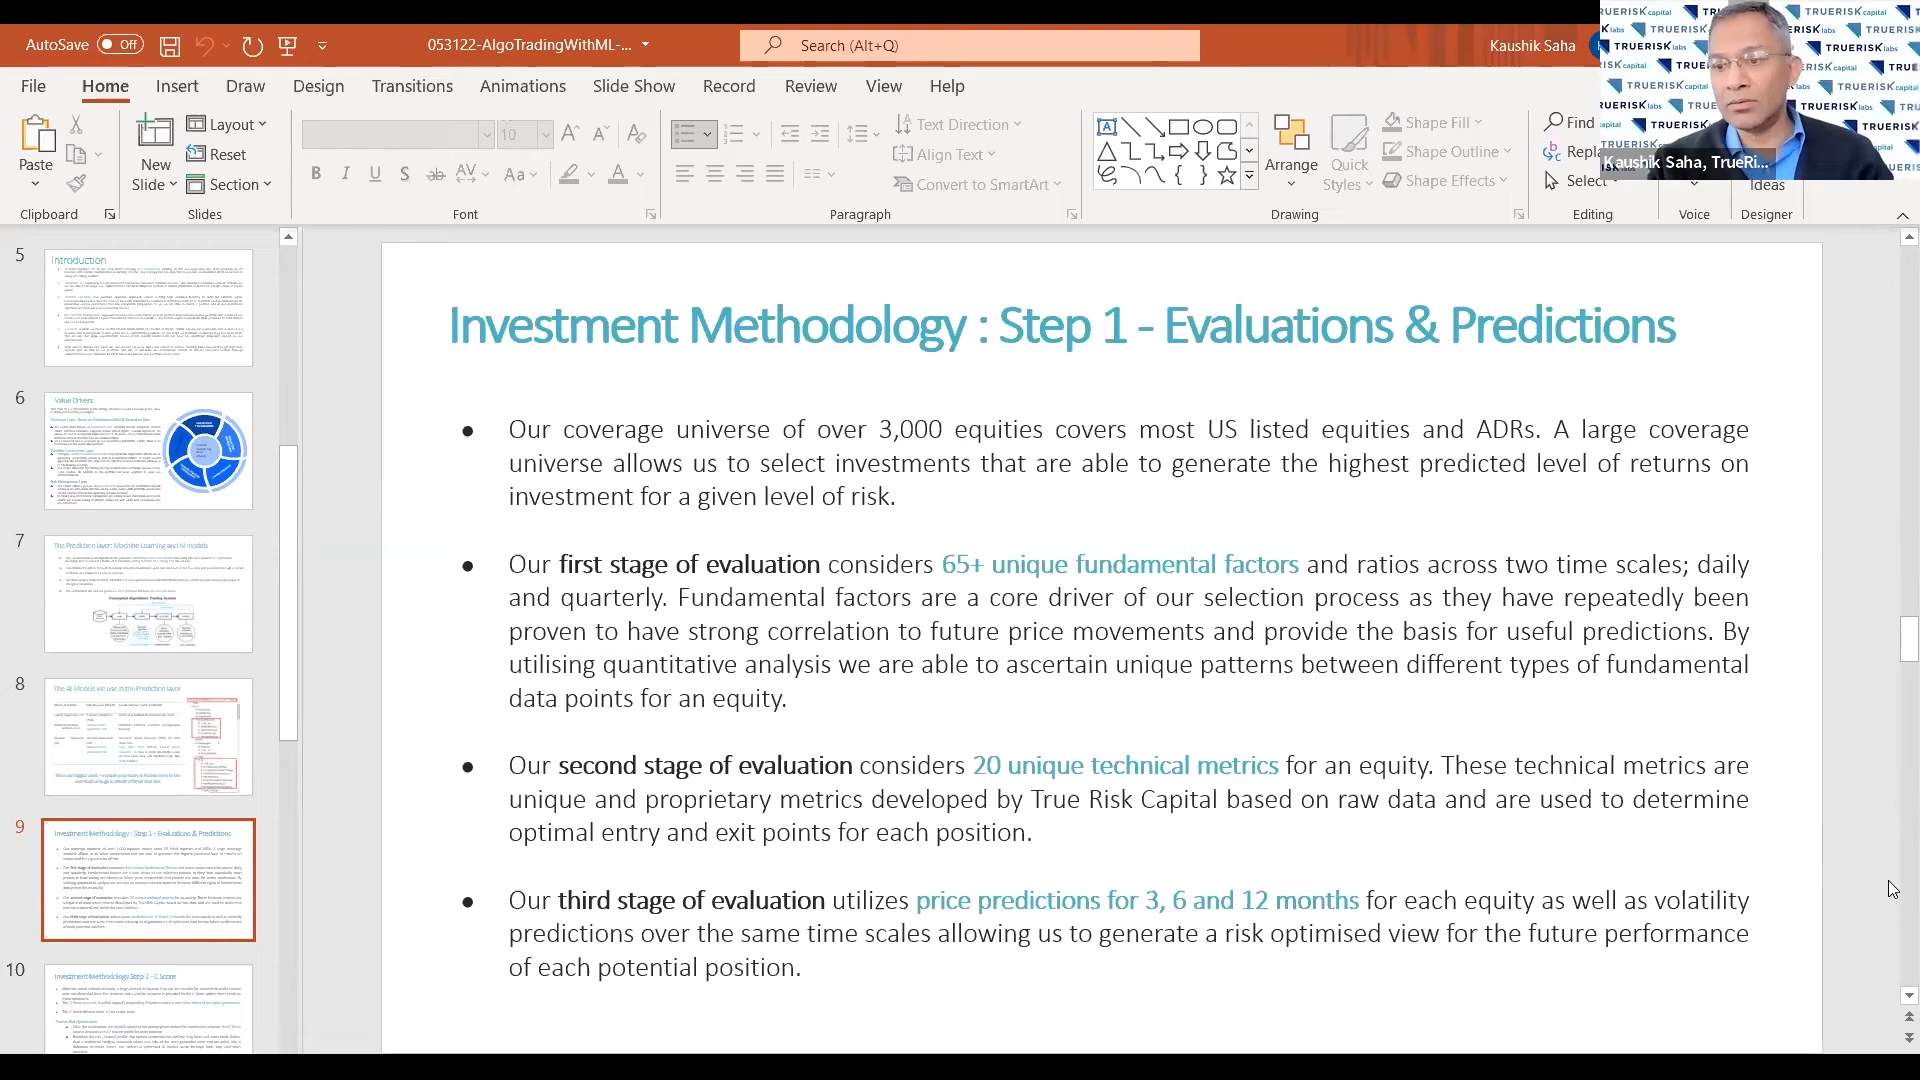 AutoSave Off
053122-AlgoTradingWithML-...
Search (Alt+Q)
Kaushik Saha
File Home Insert Draw Design Transitions Animations Slide Show Record Review View Help
Paste
New
Slide
Layout
Reset
Section
10
Text Direction
Align Text
Convert to SmartArt
Arrange
Quick
Styles
Shape Fill
Shape Outline
Shape Effects
Find
Select
Clipboard
Slides
Font
Paragraph
Drawing
Editing
Voice
Ideas
Designer
TRUERISK capital
TRUERISK labs
Kaushik Saha, TrueRi...
5
Introduction
6
Value Drivers
7
The Prediction layer: Machine Learning and AI models
8
The AI Models we use in the Prediction layer
9
Investment Methodology : Step 1 - Evaluations & Predictions
10
Investment Methodology Step 2 - C Score
Investment Methodology : Step 1 - Evaluations & Predictions
● Our coverage universe of over 3,000 equities covers most US listed equities and ADRs. A large coverage
universe allows us to select investments that are able to generate the highest predicted level of returns on
investment for a given level of risk.
● Our first stage of evaluation considers 65+ unique fundamental factors and ratios across two time scales; daily
and quarterly. Fundamental factors are a core driver of our selection process as they have repeatedly been
proven to have strong correlation to future price movements and provide the basis for useful predictions. By
utilising quantitative analysis we are able to ascertain unique patterns between different types of fundamental
data points for an equity.
● Our second stage of evaluation considers 20 unique technical metrics for an equity. These technical metrics are
unique and proprietary metrics developed by True Risk Capital based on raw data and are used to determine
optimal entry and exit points for each position.
● Our third stage of evaluation utilizes price predictions for 3, 6 and 12 months for each equity as well as volatility
predictions over the same time scales allowing us to generate a risk optimised view for the future performance
of each potential position.